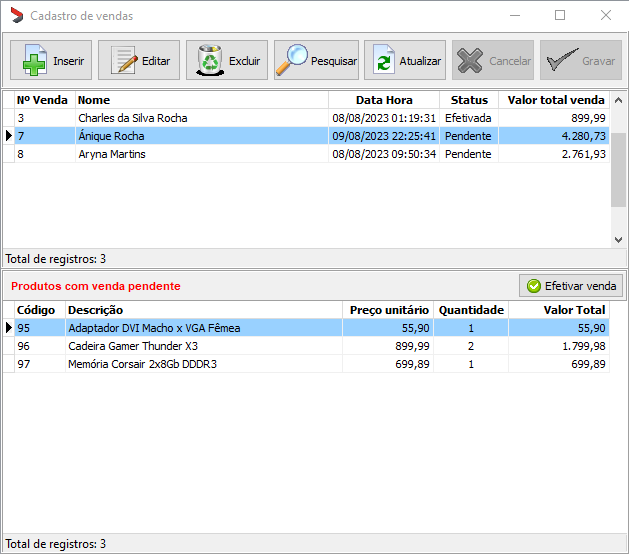 Cadastro de vendas
Inserir Editar Excluir Pesquisar Atualizar Cancelar Gravar
Nº Venda Nome Data Hora Status Valor total venda
3 Charles da Silva Rocha 08/08/2023 01:19:31 Efetivada 899,99
7 Ánique Rocha 09/08/2023 22:25:41 Pendente 4.280,73
8 Aryna Martins 08/08/2023 09:50:34 Pendente 2.761,93
Total de registros: 3
Produtos com venda pendente Efetivar venda
Código Descrição Preço unitário Quantidade Valor Total
95 Adaptador DVI Macho x VGA Fêmea 55,90 1 55,90
96 Cadeira Gamer Thunder X3 899,99 2 1.799,98
97 Memória Corsair 2x8Gb DDDR3 699,89 1 699,89
Total de registros: 3